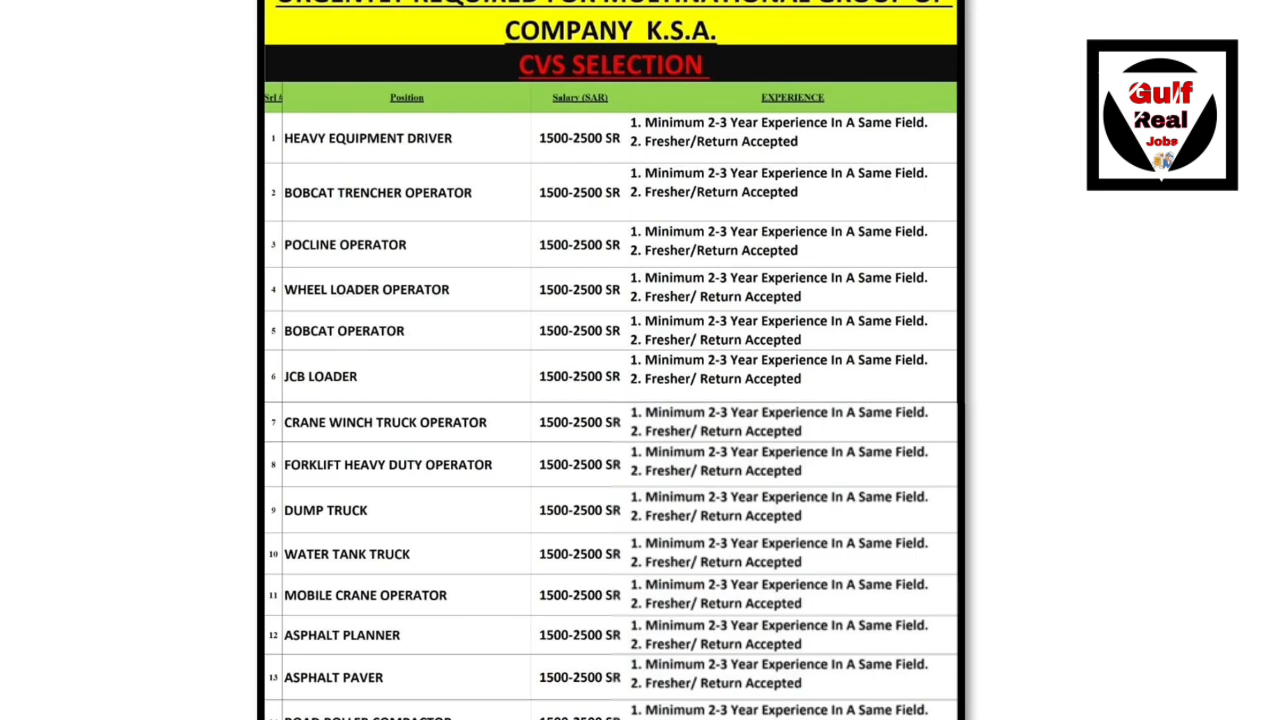 URGENTLY REQUIRED FOR MULTINATIONAL GROUP OF
COMPANY K.S.A.
CVS SELECTION
Srl # Position Salary (SAR) EXPERIENCE
1 HEAVY EQUIPMENT DRIVER 1500-2500 SR 1. Minimum 2-3 Year Experience In A Same Field.
2. Fresher/Return Accepted
2 BOBCAT TRENCHER OPERATOR 1500-2500 SR 1. Minimum 2-3 Year Experience In A Same Field.
2. Fresher/Return Accepted
3 POCLINE OPERATOR 1500-2500 SR 1. Minimum 2-3 Year Experience In A Same Field.
2. Fresher/Return Accepted
4 WHEEL LOADER OPERATOR 1500-2500 SR 1. Minimum 2-3 Year Experience In A Same Field.
2. Fresher/ Return Accepted
5 BOBCAT OPERATOR 1500-2500 SR 1. Minimum 2-3 Year Experience In A Same Field.
2. Fresher/ Return Accepted
6 JCB LOADER 1500-2500 SR 1. Minimum 2-3 Year Experience In A Same Field.
2. Fresher/ Return Accepted
7 CRANE WINCH TRUCK OPERATOR 1500-2500 SR 1. Minimum 2-3 Year Experience In A Same Field.
2. Fresher/ Return Accepted
8 FORKLIFT HEAVY DUTY OPERATOR 1500-2500 SR 1. Minimum 2-3 Year Experience In A Same Field.
2. Fresher/ Return Accepted
9 DUMP TRUCK 1500-2500 SR 1. Minimum 2-3 Year Experience In A Same Field.
2. Fresher/ Return Accepted
10 WATER TANK TRUCK 1500-2500 SR 1. Minimum 2-3 Year Experience In A Same Field.
2. Fresher/ Return Accepted
11 MOBILE CRANE OPERATOR 1500-2500 SR 1. Minimum 2-3 Year Experience In A Same Field.
2. Fresher/ Return Accepted
12 ASPHALT PLANNER 1500-2500 SR 1. Minimum 2-3 Year Experience In A Same Field.
2. Fresher/ Return Accepted
13 ASPHALT PAVER 1500-2500 SR 1. Minimum 2-3 Year Experience In A Same Field.
2. Fresher/ Return Accepted
ROAD ROLLER COMPACTOR 1500-2500 SR 1. Minimum 2-3 Year Experience In A Same Field.
Gulf
Real
Jobs